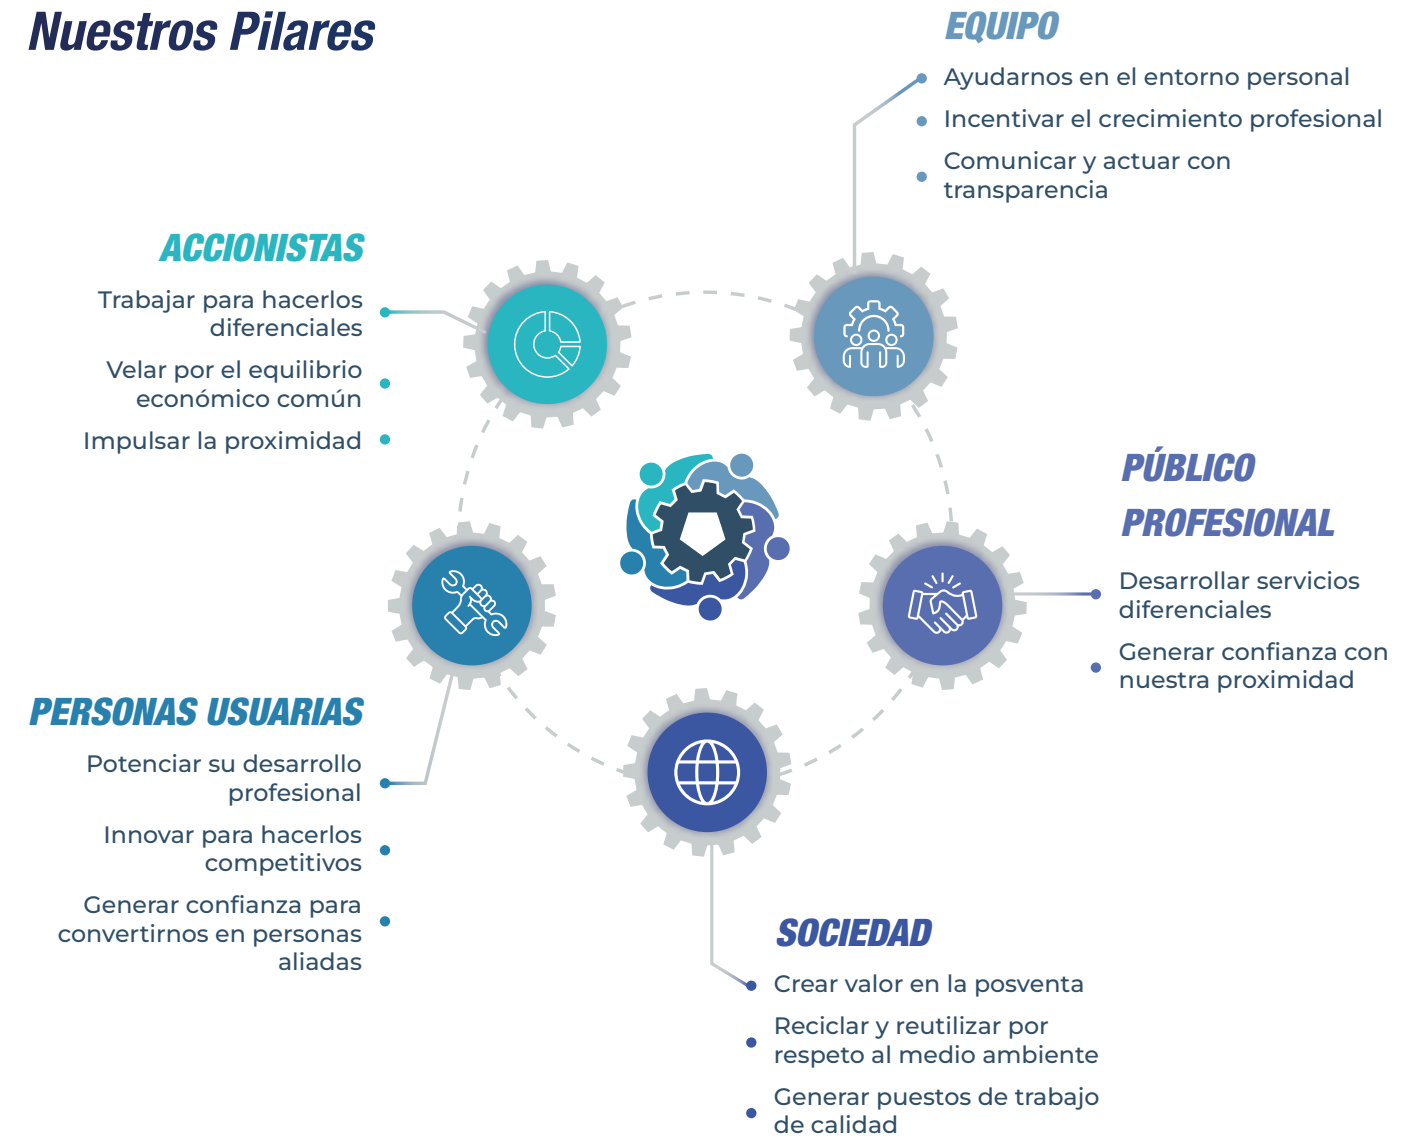 Nuestros Pilares
EQUIPO
Ayudarnos en el entorno personal
Incentivar el crecimiento profesional
Comunicar y actuar con
transparencia
ACCIONISTAS
Trabajar para hacerlos
diferenciales
Velar por el equilibrio
económico común
Impulsar la proximidad
PÚBLICO
PROFESIONAL
Desarrollar servicios
diferenciales
Generar confianza con
nuestra proximidad
PERSONAS USUARIAS
Potenciar su desarrollo
profesional
Innovar para hacerlos
competitivos
Generar confianza para
convertirnos en personas
aliadas
SOCIEDAD
Crear valor en la posventa
Reciclar y reutilizar por
respeto al medio ambiente
Generar puestos de trabajo
de calidad